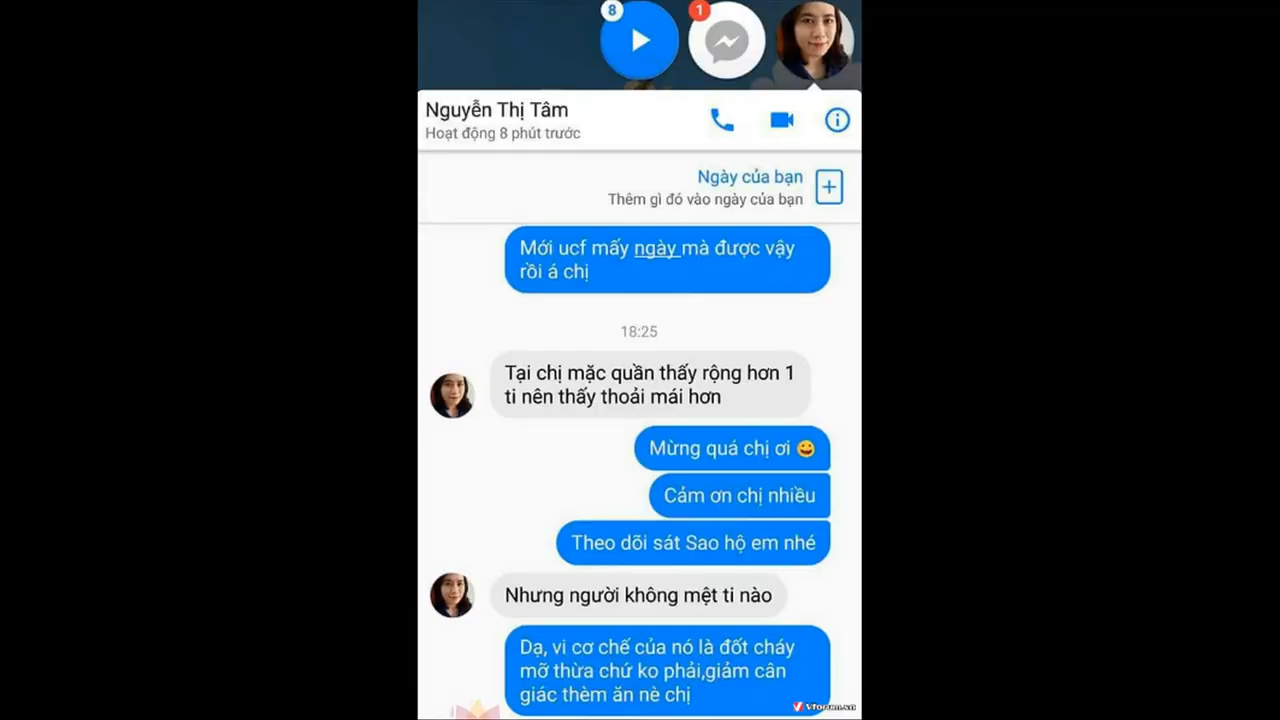 8
1
Nguyễn Thị Tâm
Hoạt động 8 phút trước
Ngày của bạn
Thêm gì đó vào ngày của bạn
Mới ucf mấy ngày mà được vậy
rồi á chị
18:25
Tại chị mặc quần thấy rộng hơn 1
ti nên thấy thoải mái hơn
Mừng quá chị ơi 😀
Cảm ơn chị nhiều
Theo dõi sát Sao hộ em nhé
Nhưng người không mệt ti nào
Dạ, vi cơ chế của nó là đốt cháy
mỡ thừa chứ ko phải,giảm cân
giác thèm ăn nè chị
Vforum.vn